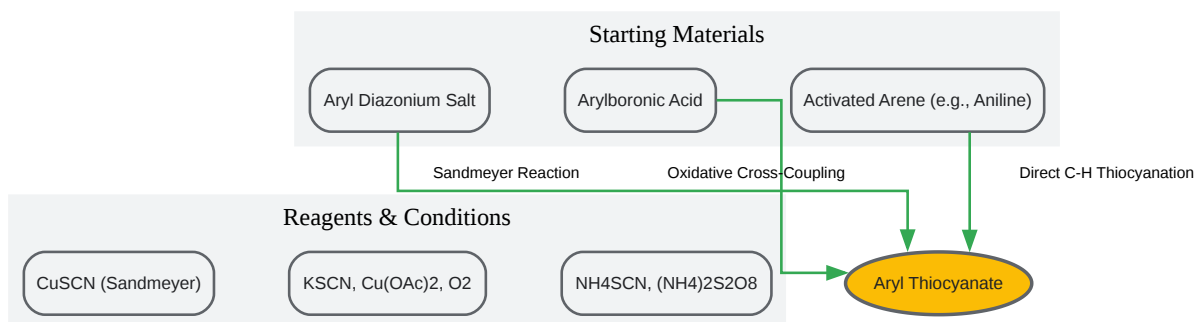 Starting Materials
Aryl Diazonium Salt
Arylboronic Acid
Activated Arene (e.g., Aniline)
Sandmeyer Reaction
Oxidative Cross-Coupling
Direct C-H Thiocyanation
Reagents & Conditions
CuSCN (Sandmeyer)
KSCN, Cu(OAc)2, O2
NH4SCN, (NH4)2S2O8
Aryl Thiocyanate